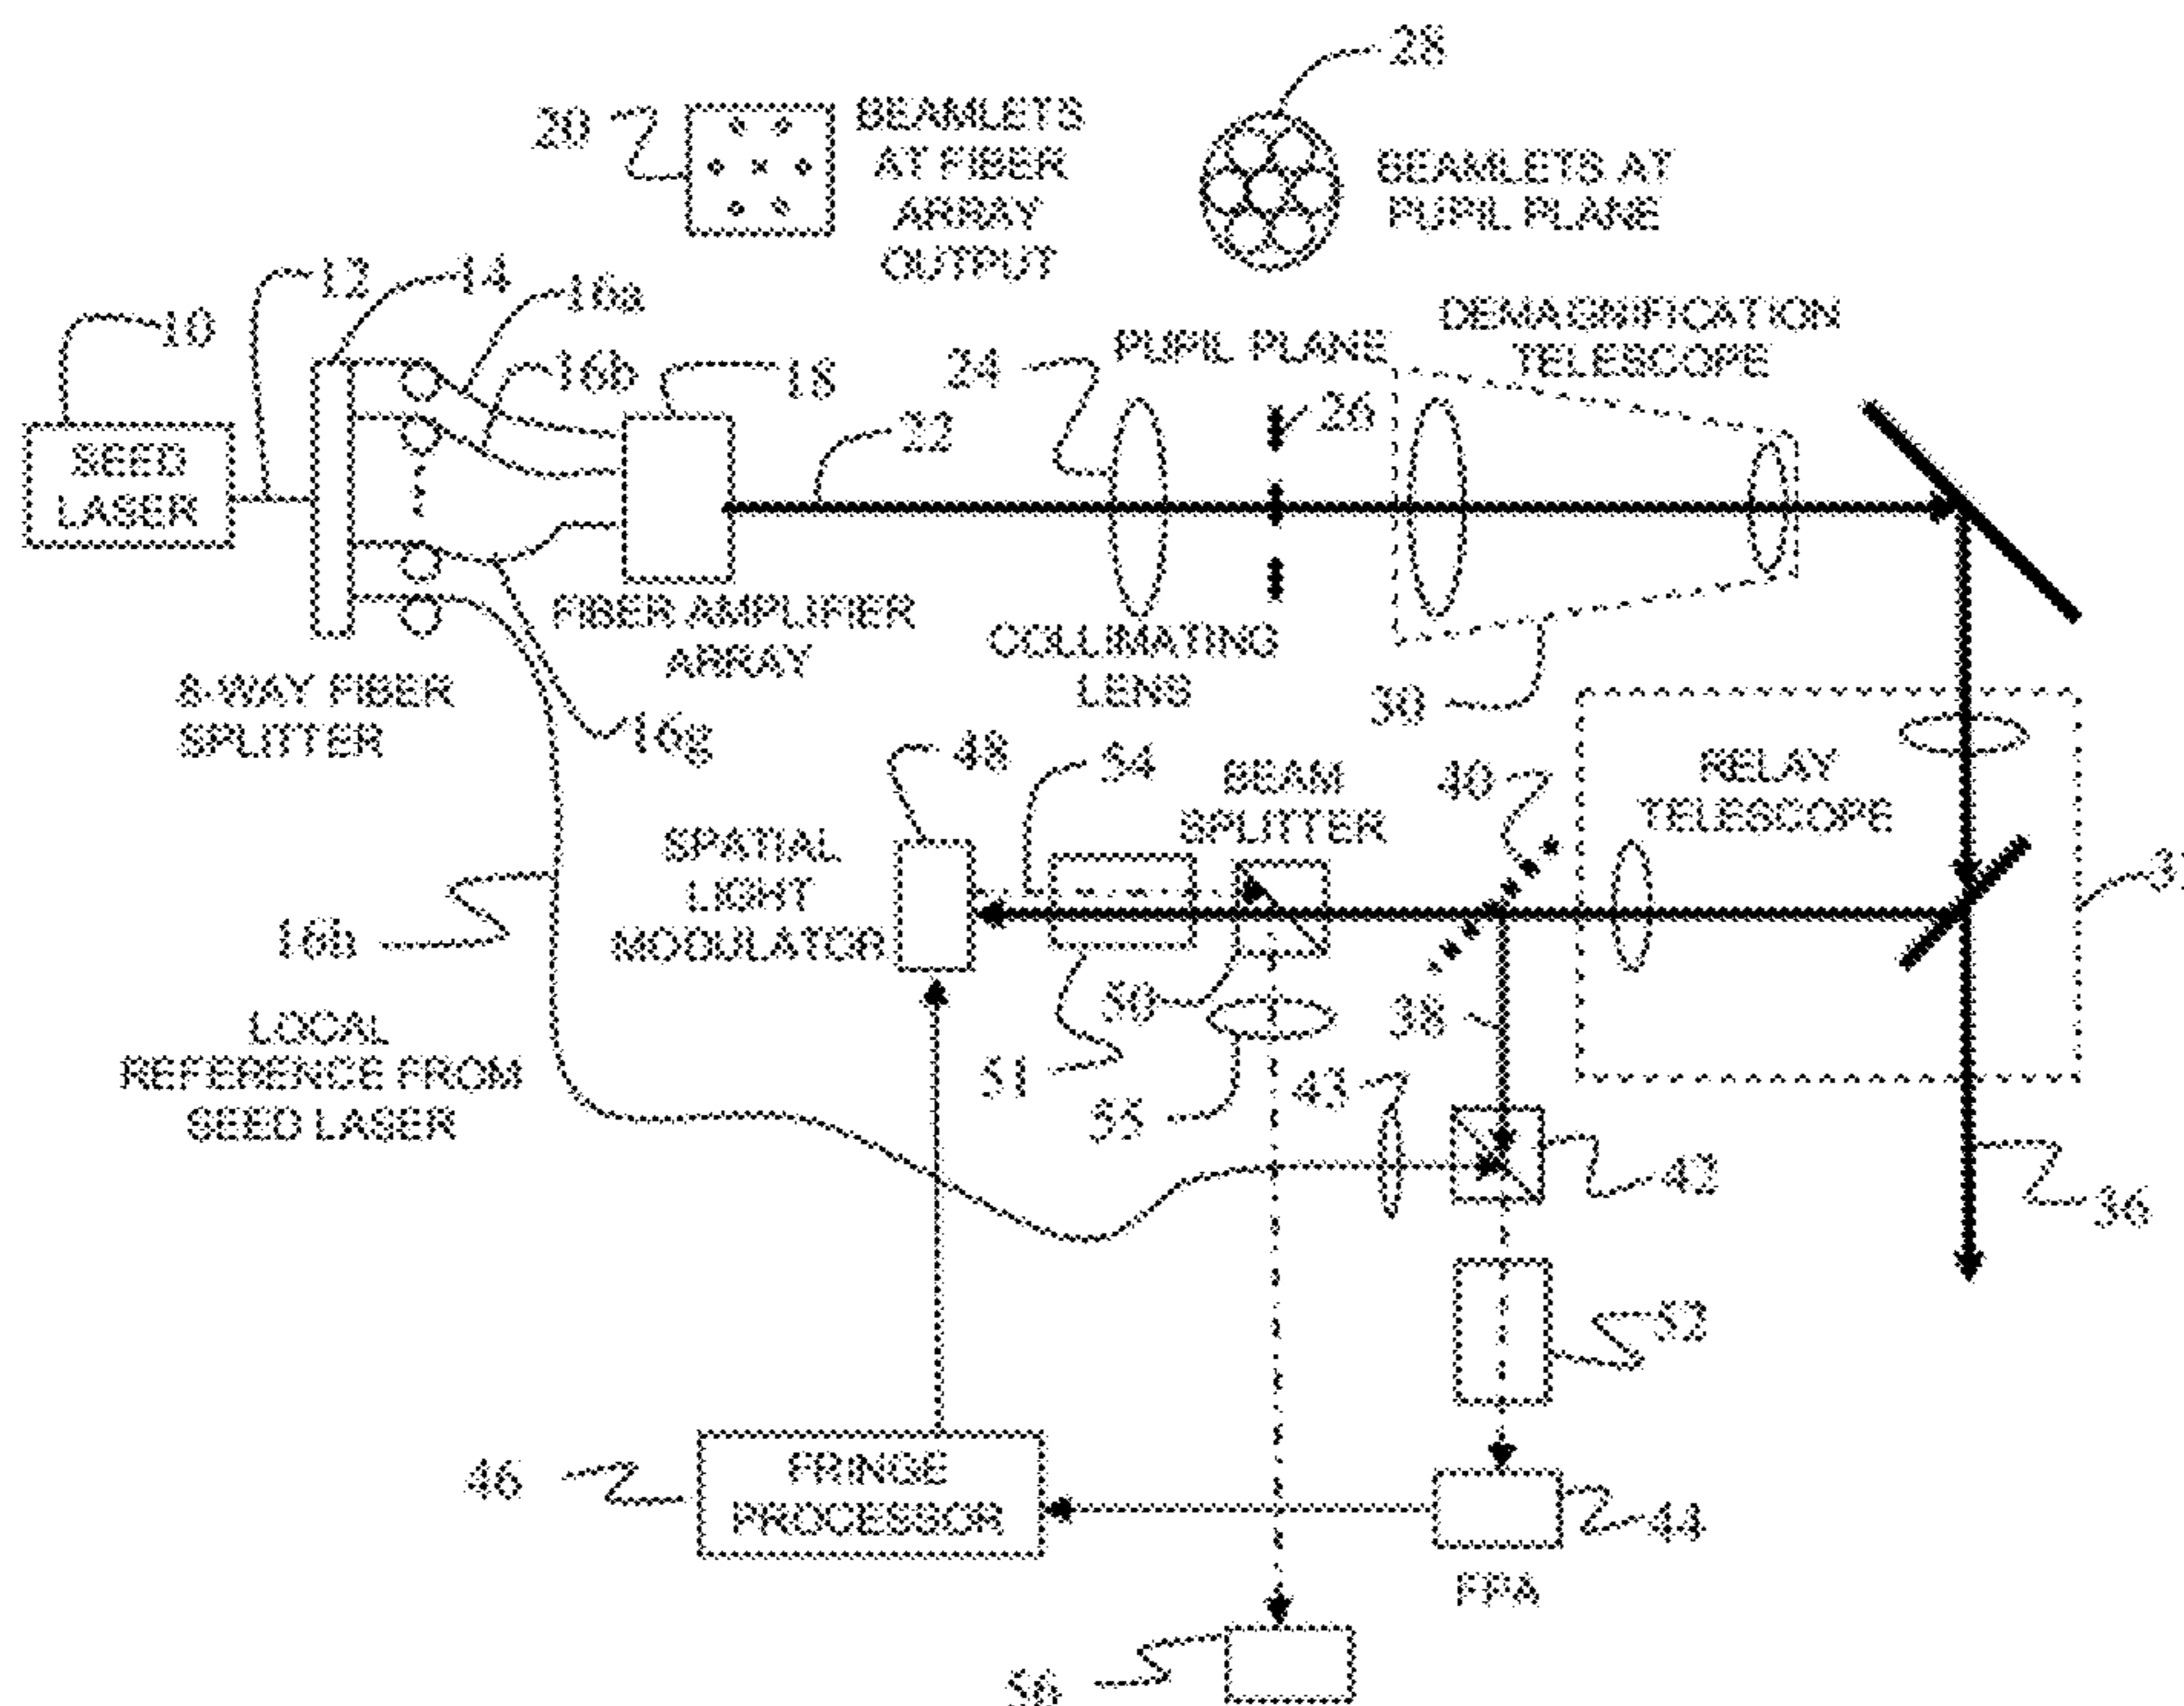 28
20
BEAMLETS
AT FIBER
ARRAY
OUTPUT
BEAMLETS AT
PUPIL PLANE
10
12
14
16a
16b
18
22
24
PUPIL PLANE
26
DEMAGNIFICATION
TELESCOPE
SEED
LASER
FIBER AMPLIFIER
ARRAY
COLLIMATING
LENS
30
8-WAY FIBER
SPLITTER
16g
48
54
BEAM
SPLITTER
40
RELAY
TELESCOPE
SPATIAL
LIGHT
MODULATOR
16h
LOCAL
REFERENCE FROM
SEED LASER
50
38
51
55
43
42
36
52
46
FRINGE
PROCESSOR
44
FPA
56